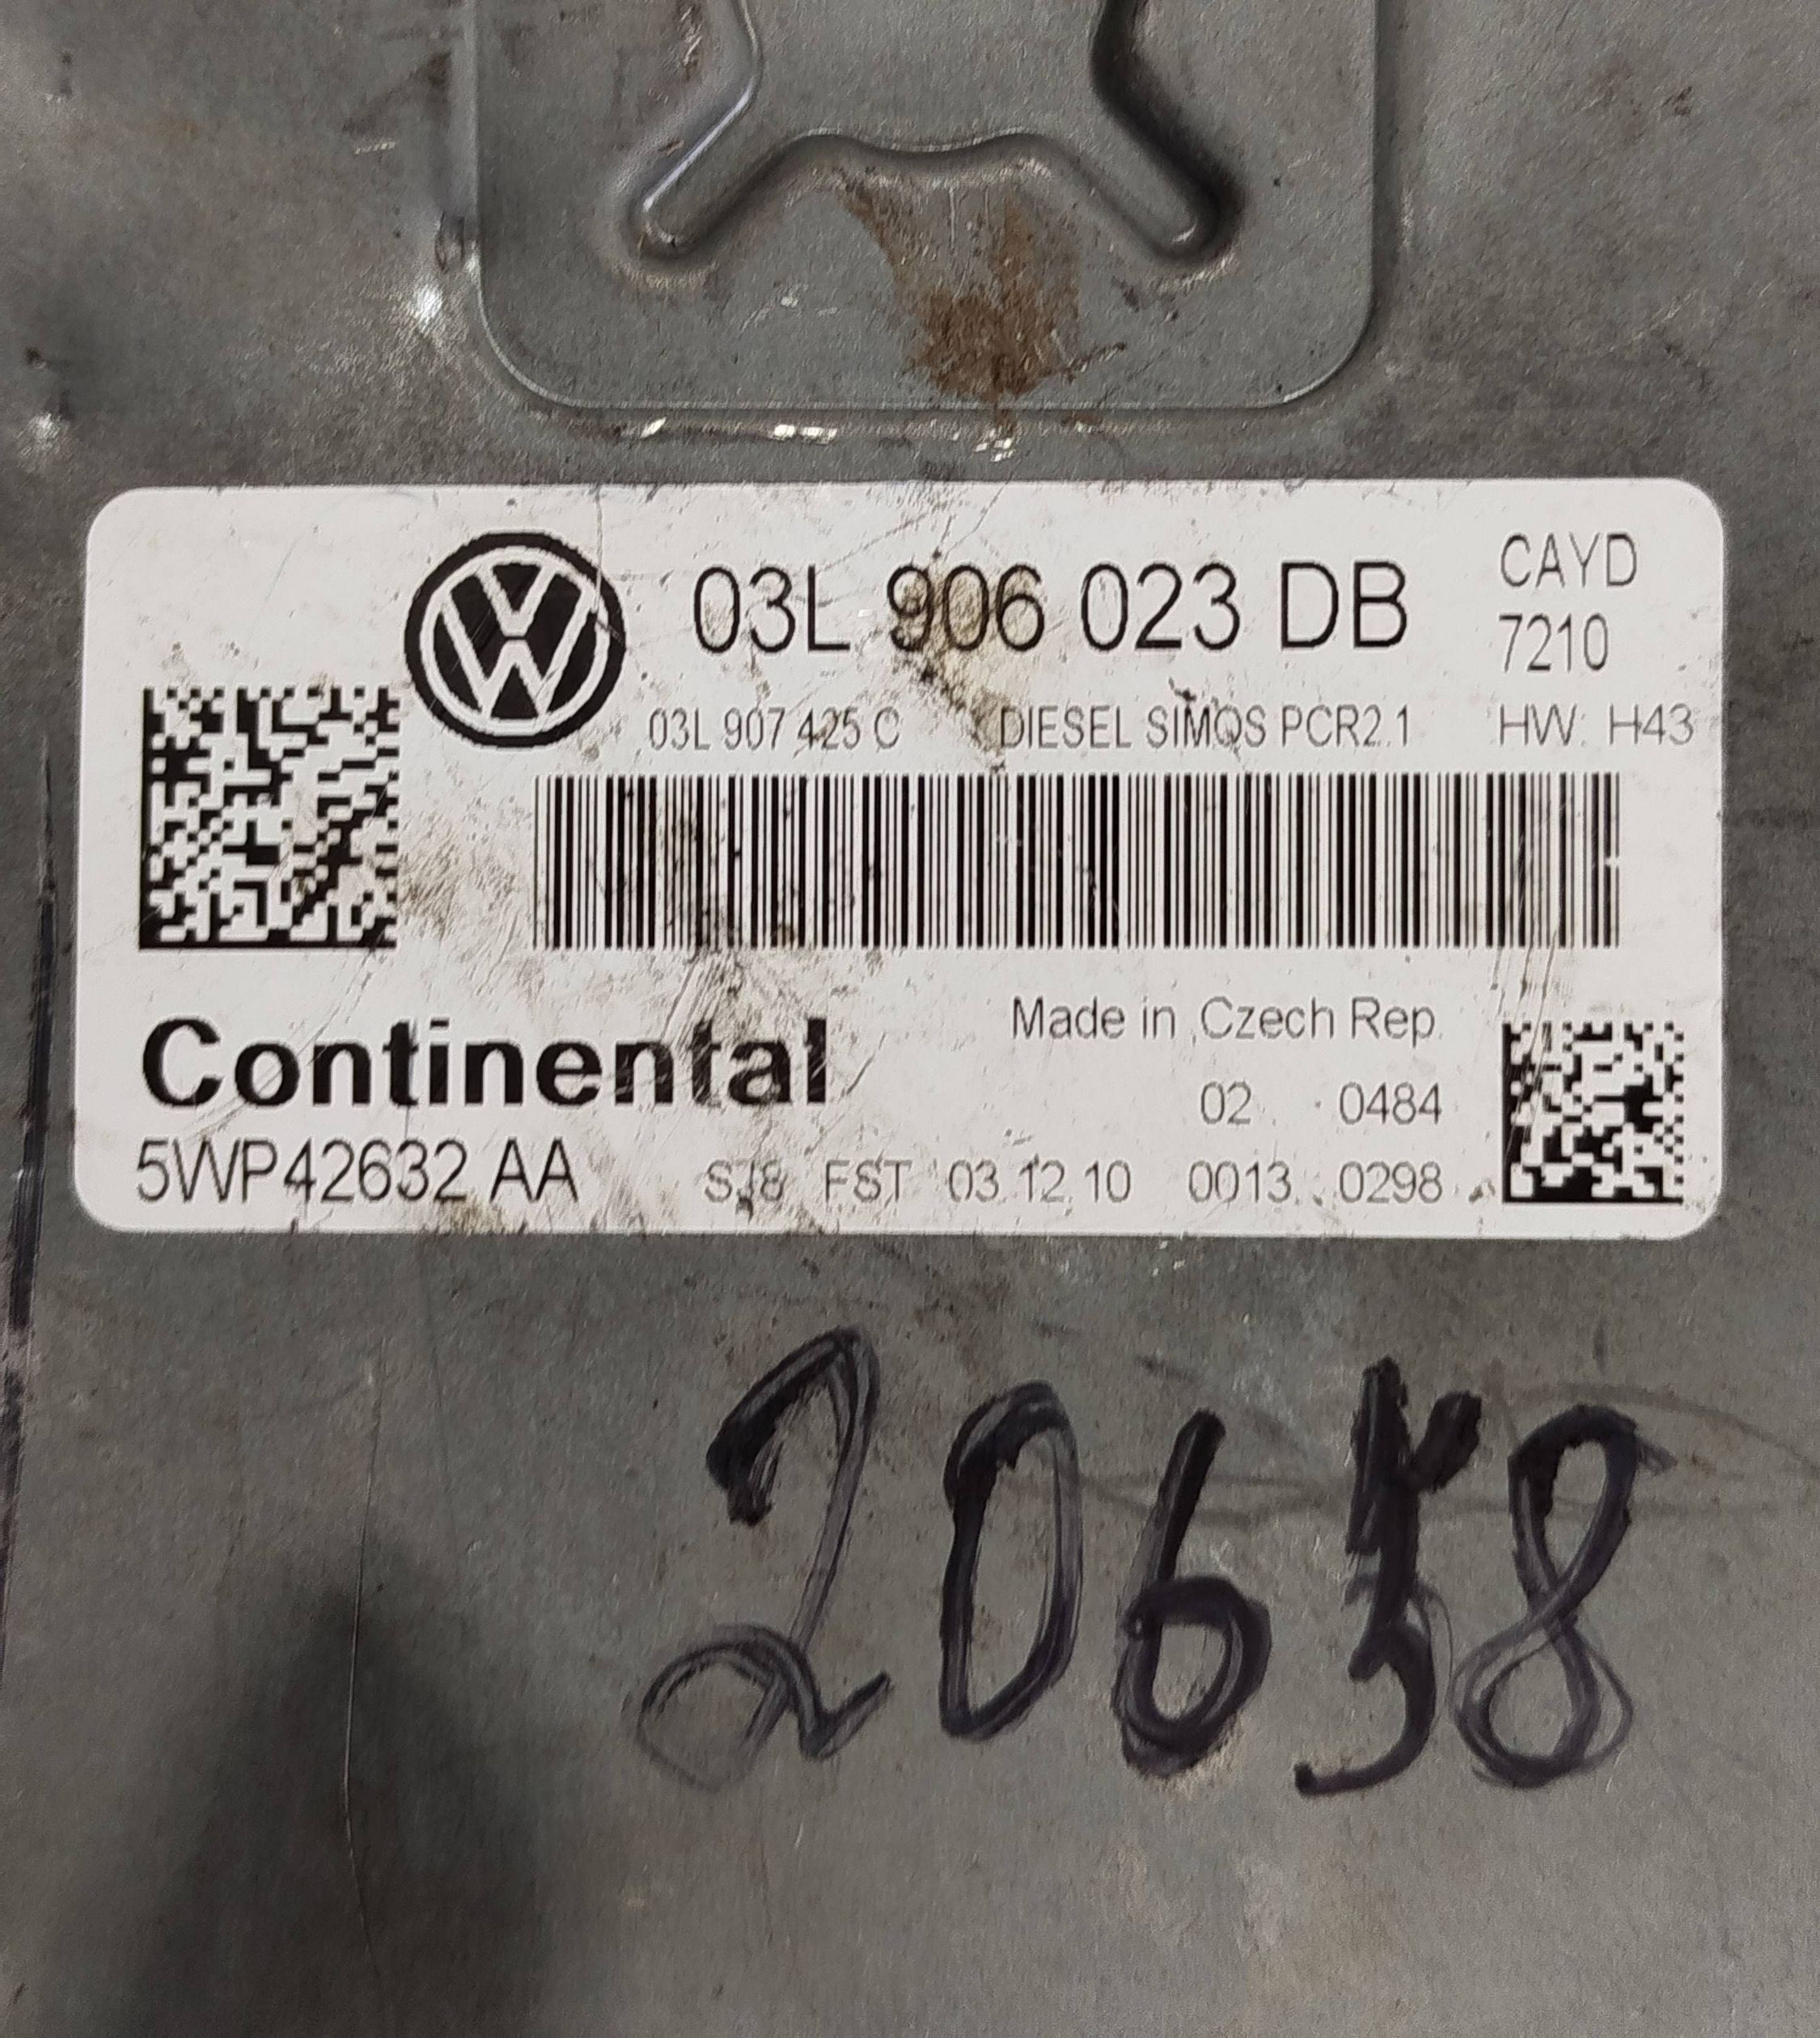 03L 906 023 DB
CAYD
7210
03L 907 425 C DIESEL SIMOS PCR2.1 HW: H43
Made in Czech Rep.
Continental
02 0484
5WP42632 AA SJ8 FST 03.12.10 0013 0298